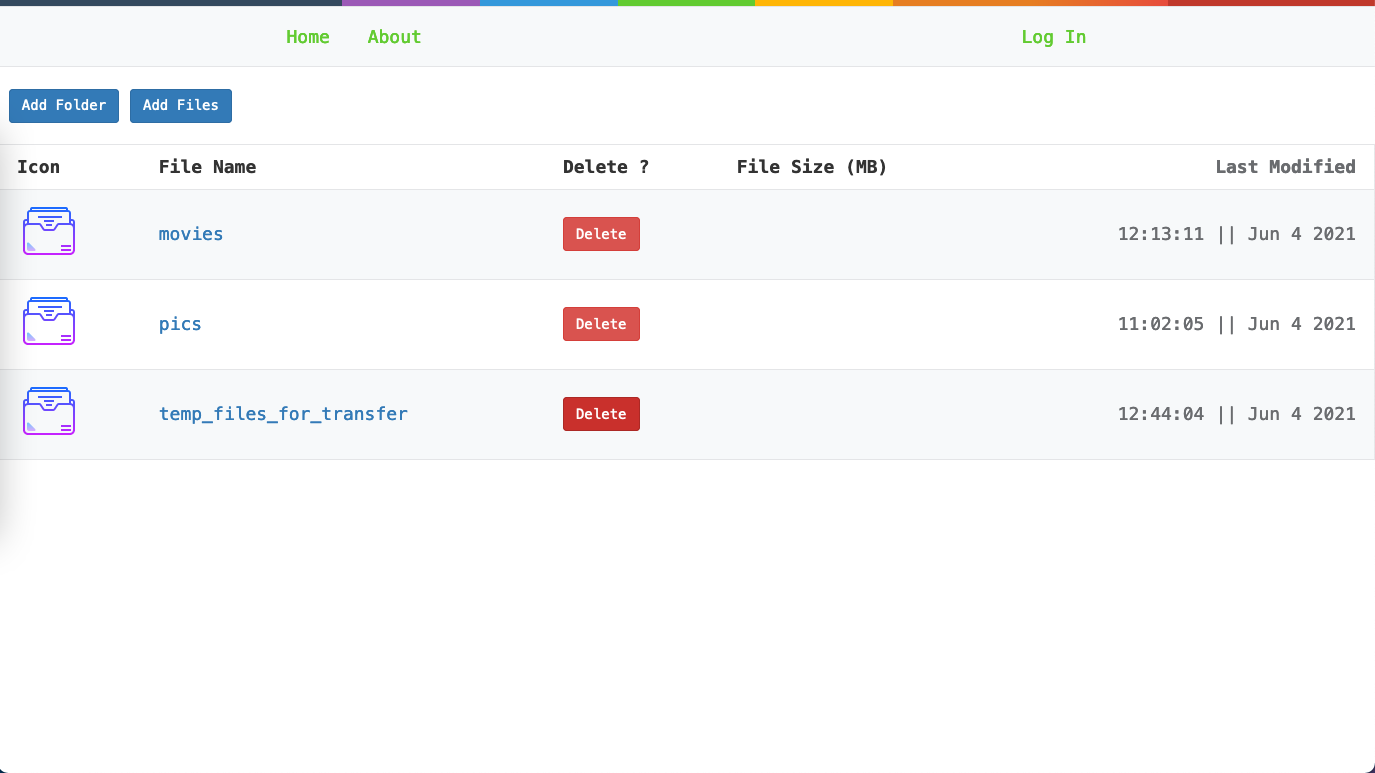 Home About Log In
Add Folder Add Files
Icon File Name Delete ? File Size (MB) Last Modified
movies Delete 12:13:11 || Jun 4 2021
pics Delete 11:02:05 || Jun 4 2021
temp_files_for_transfer Delete 12:44:04 || Jun 4 2021